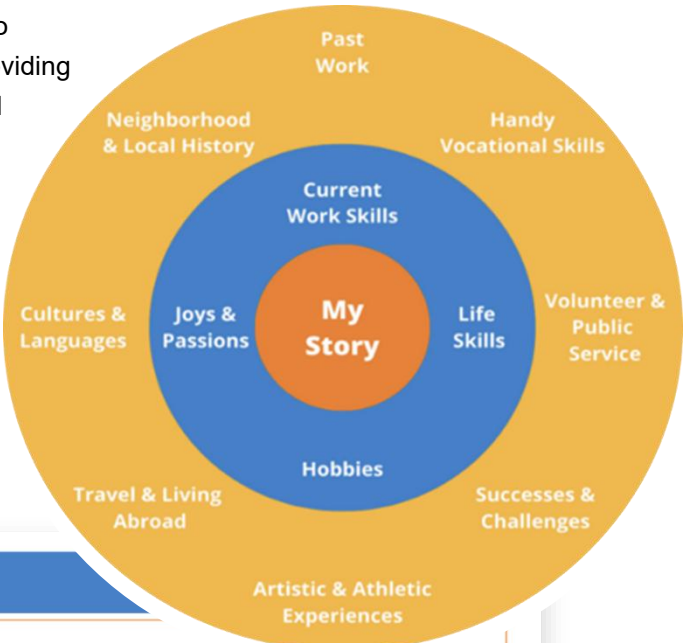 viding
Past
Work
Neighborhood
& Local History
Handy
Vocational Skills
Current
Work Skills
Cultures &
Languages
Joys &
Passions
My
Story
Life
Skills
Volunteer &
Public
Service
Hobbies
Travel & Living
Abroad
Successes &
Challenges
Artistic & Athletic
Experiences